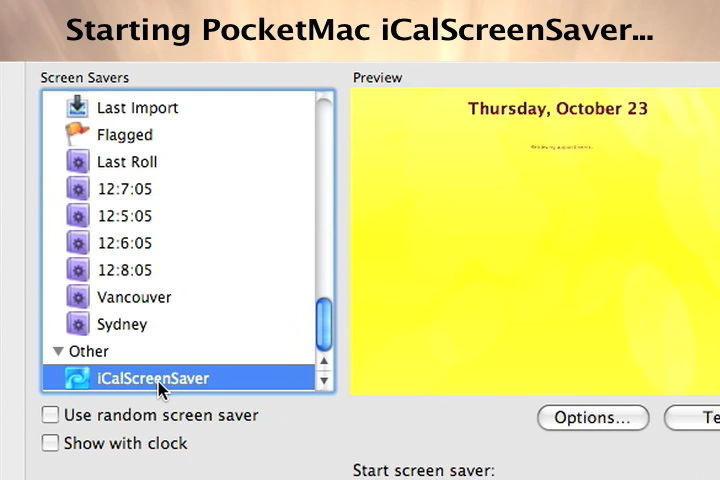 Starting PocketMac iCalScreenSaver...
Screen Savers
Last Import
Flagged
Last Roll
12:7:05
12:5:05
12:6:05
12:8:05
Vancouver
Sydney
Other
iCalScreenSaver
Use random screen saver
Show with clock
Preview
Thursday, October 23
Options...
Te
Start screen saver: